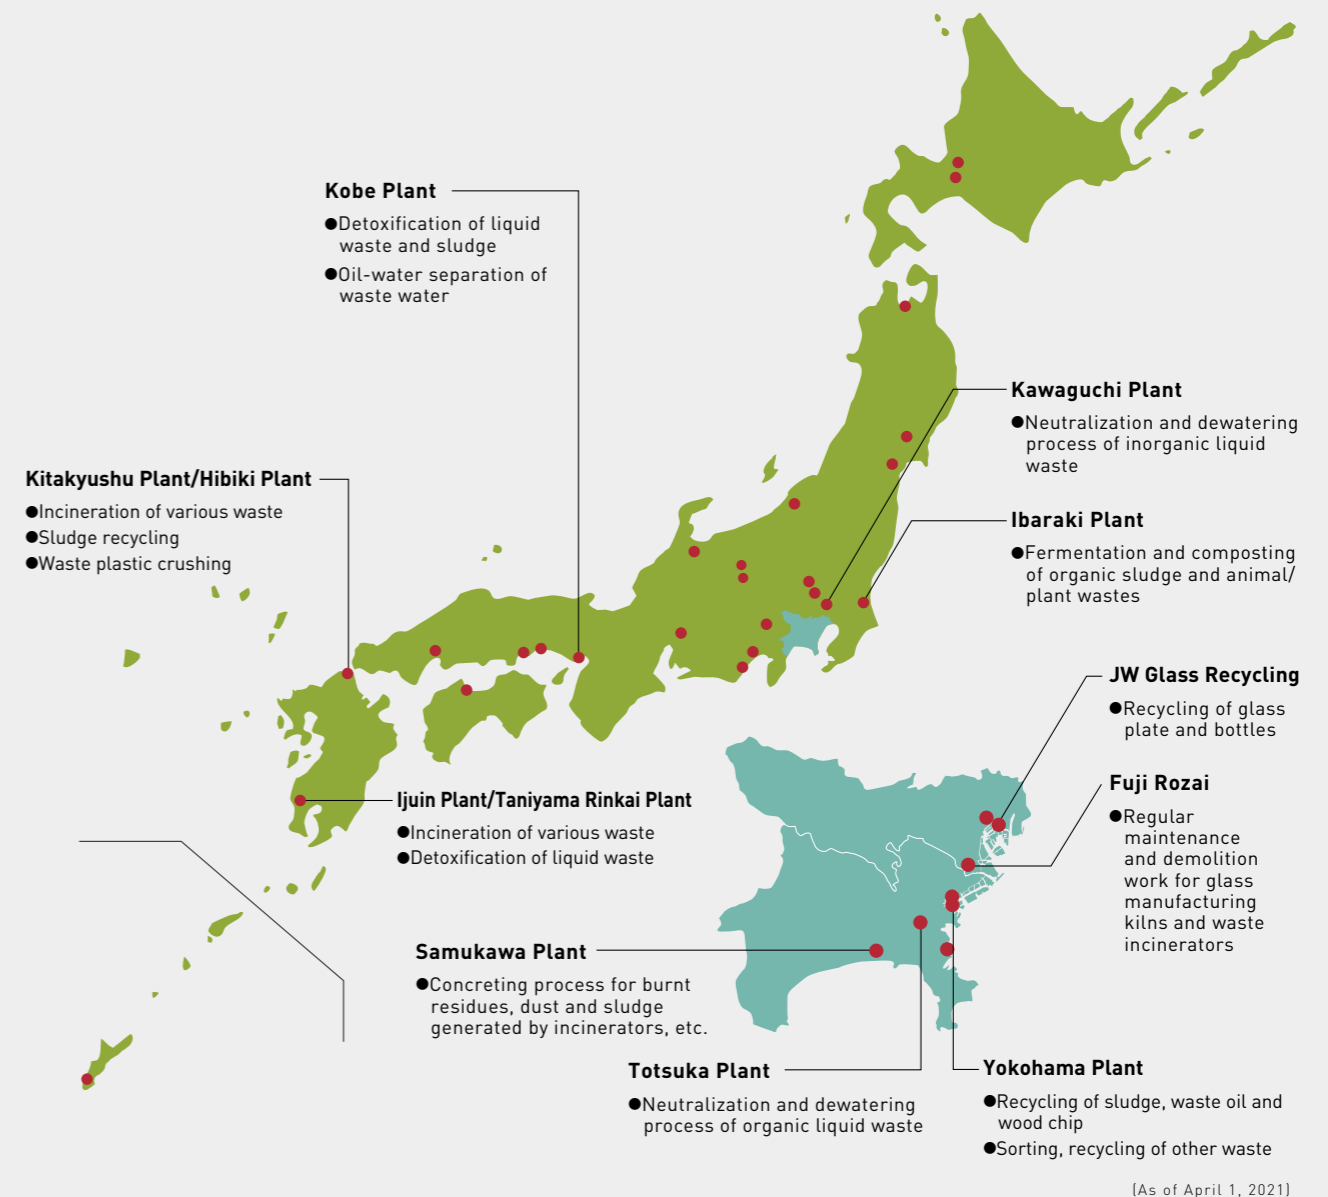 Kobe Plant
●Detoxification of liquid
waste and sludge
●Oil-water separation of
waste water
Kawaguchi Plant
●Neutralization and dewatering
process of inorganic liquid
waste
Kitakyushu Plant/Hibiki Plant
●Incineration of various waste
●Sludge recycling
●Waste plastic crushing
Ibaraki Plant
●Fermentation and composting
of organic sludge and animal/
plant wastes
JW Glass Recycling
●Recycling of glass
plate and bottles
Fuji Rozai
●Regular
maintenance
and demolition
work for glass
manufacturing
kilns and waste
incinerators
Ijuin Plant/Taniyama Rinkai Plant
●Incineration of various waste
●Detoxification of liquid waste
Samukawa Plant
●Concreting process for burnt
residues, dust and sludge
generated by incinerators, etc.
Totsuka Plant
●Neutralization and dewatering
process of organic liquid waste
Yokohama Plant
●Recycling of sludge, waste oil and
wood chip
●Sorting, recycling of other waste
(As of April 1, 2021)